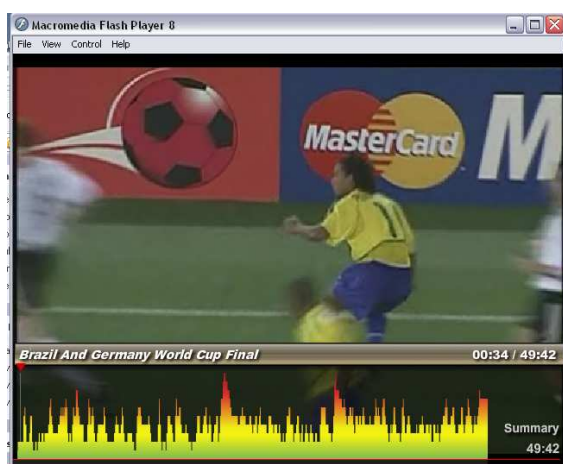 Macromedia Flash Player 8
File View Control Help
MasterCard M
1
Brazil And Germany World Cup Final 00:34 / 49:42
Summary
49:42